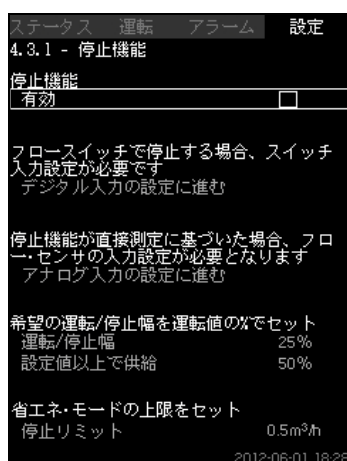 ステータス 運転 アラーム 設定
4.3.1 - 停止機能
停止機能
有効
フロースイッチで停止する場合、スイッチ
入力設定が必要です
デジタル入力の設定に進む
停止機能が直接測定に基づいた場合、フロ
ー・センサの入力設定が必要となります
アナログ入力の設定に進む
希望の運転/停止幅を運転値の%でセット
運転/停止幅 25%
設定値以上で供給 50%
省エネ・モードの上限をセット
停止リミット 0.5m³/h
2012-06-01 18:28